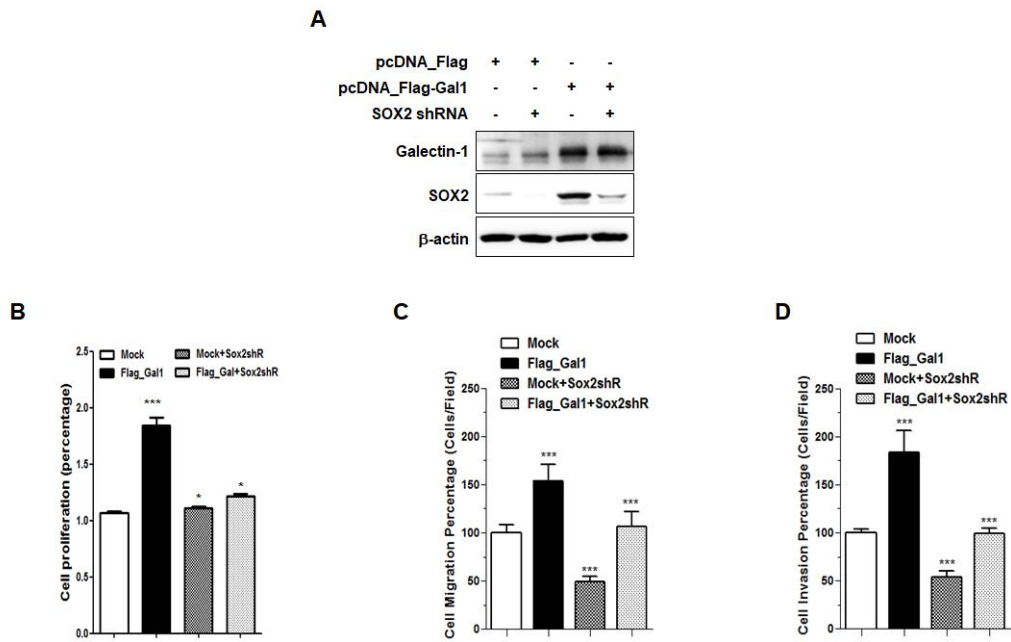 A
pcDNA_Flag + + - -
pcDNA_Flag-Gal1 - - + +
SOX2 shRNA - + - +
Galectin-1
SOX2
β-actin
B
Cell proliferation (percentage)
2.5
2.0
1.5
1.0
0.5
0.0
Mock
Flag_Gal1
Mock+Sox2shR
Flag_Gal+Sox2shR
***
*
*
C
Mock
Flag_Gal1
Mock+Sox2shR
Flag_Gal1+Sox2shR
Cell Migration Percentage (Cells/Field)
250
200
150
100
50
0
***
***
***
D
Mock
Flag_Gal1
Mock+Sox2shR
Flag_Gal1+Sox2shR
Cell Invasion Percentage (Cells/Field)
250
200
150
100
50
0
***
***
***